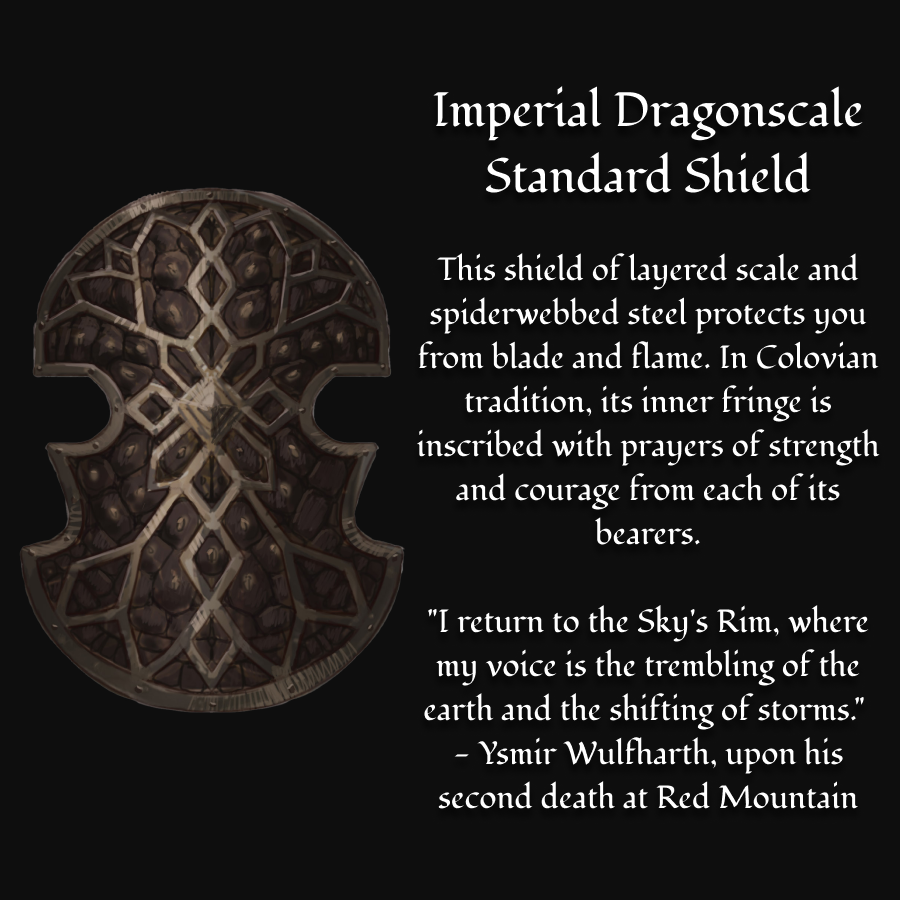 Imperial Dragonscale
Standard Shield
This shield of layered scale and
spiderwebbed steel protects you
from blade and flame. In Colovian
tradition, its inner fringe is
inscribed with prayers of strength
and courage from each of its
bearers.
"I return to the Sky's Rim, where
my voice is the trembling of the
earth and the shifting of storms."
- Ysmir Wulfharth, upon his
second death at Red Mountain